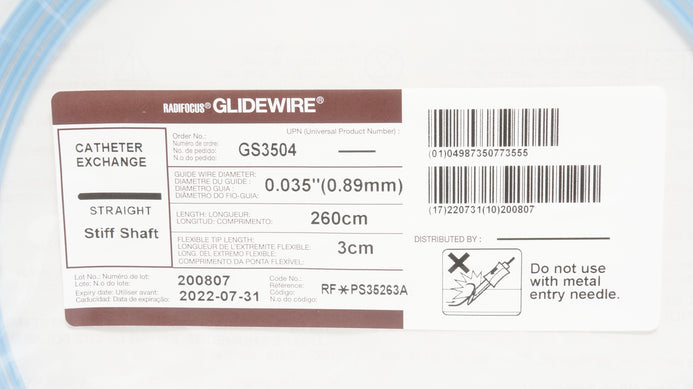 RADIFOCUS® GLIDEWIRE®
CATHETER
EXCHANGE
STRAIGHT
Stiff Shaft
Order No.:
Numéro de ordre:
No. de pedido:
N.o do pedido:
UPN (Universal Product Number) :
GS3504
GUIDE WIRE DIAMETER:
DIAMETRE DU GUIDE:
DIAMETRO GUIA:
DIÂMETRO DO FIO-GUIA:
0.035"(0.89mm)
LENGTH: LONGUEUR:
LONGITUD: COMPRIMENTO:
260cm
FLEXIBLE TIP LENGTH:
LONGUEUR DE L'EXTREMITE FLEXIBLE:
LONG. DEL EXTREMO FLEXIBLE:
COMPRIMENTO DA PONTA FLEXÍVEL:
3cm
Lot No.: Numéro de lot:
Lote: N.o do lote:
200807
Expiry date: Utiliser avant:
Caducidad: Data de expiração:
2022-07-31
Code No.:
Référence:
Código:
N.o do código:
RF*PS35263A
(01)04987350773555
(17)220731(10)200807
DISTRIBUTED BY :
Do not use
with metal
entry needle.